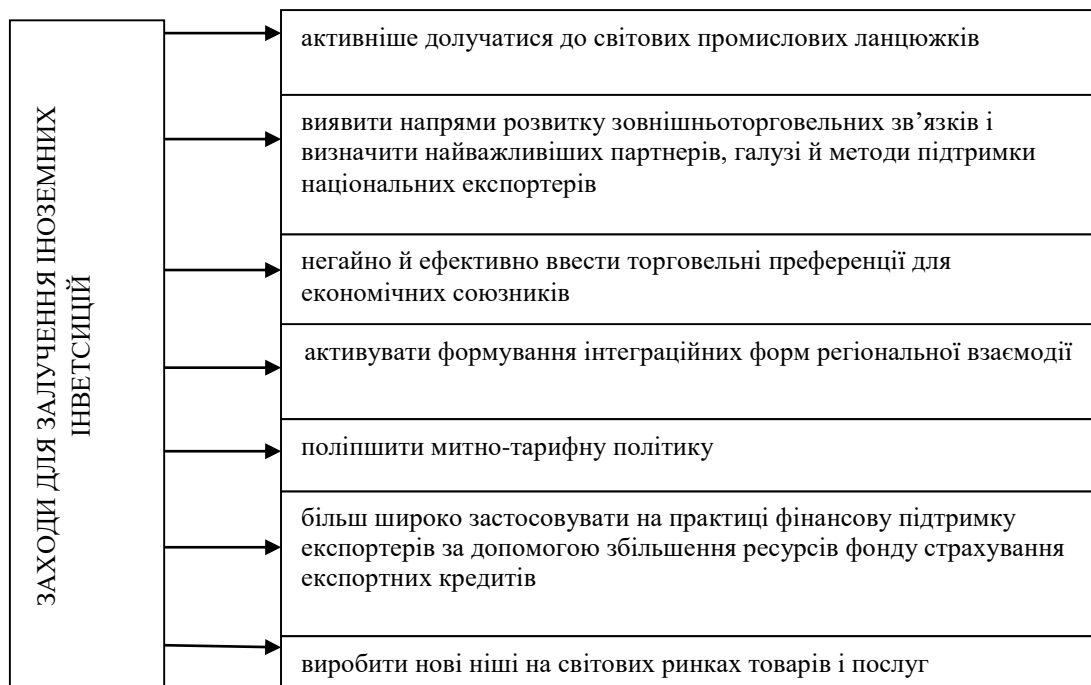 ЗАХОДИ ДЛЯ ЗАЛУЧЕННЯ ІНОЗЕМНИХ
ІНВЕТСИЦІЙ
активніше долучатися до світових промислових ланцюжків
виявити напрями розвитку зовнішньоторговельних зв’язків і
визначити найважливіших партнерів, галузі й методи підтримки
національних експортерів
негайно й ефективно ввести торговельні преференції для
економічних союзників
активувати формування інтеграційних форм регіональної взаємодії
поліпшити митно-тарифну політику
більш широко застосовувати на практиці фінансову підтримку
експортерів за допомогою збільшення ресурсів фонду страхування
експортних кредитів
виробити нові ніші на світових ринках товарів і послуг